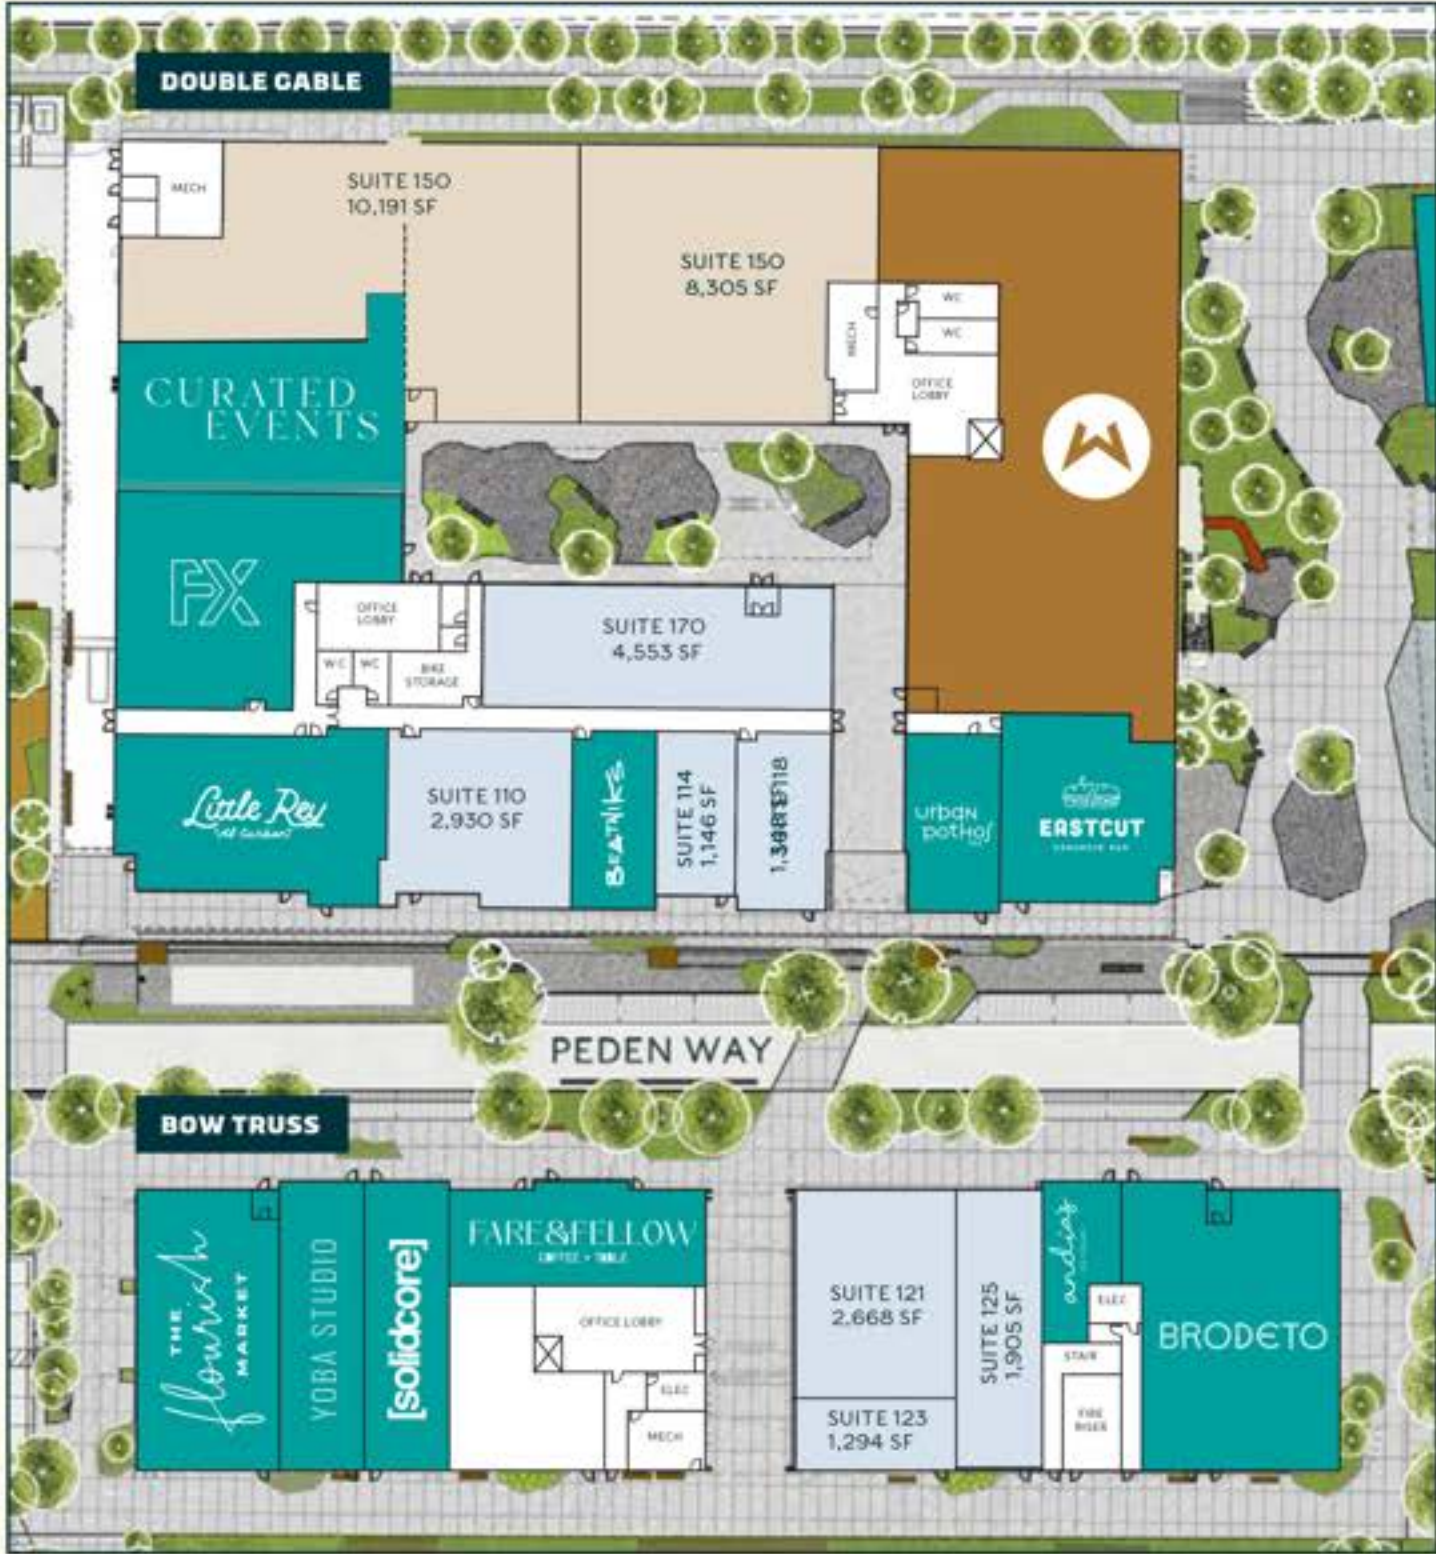 DOUBLE GABLE
MECH
SUITE 150
10,191 SF
SUITE 150
8,305 SF
MECH
WC
WC
OFFICE
LOBBY
CURATED
EVENTS
FX
OFFICE
LOBBY
WC
WC
BIKE
STORAGE
SUITE 170
4,553 SF
Little Rey
SUITE 110
2,930 SF
BEATNIKS
SUITE 114
1,146 SF
118
urban
pothos
EASTCUT
SANDWICH BAR
PEDEN WAY
BOW TRUSS
THE
flourish
MARKET
YOBA STUDIO
[solidcore]
FARE&FELLOW
COFFEE + TABLE
OFFICE LOBBY
ELEC
MECH
SUITE 121
2,668 SF
SUITE 123
1,294 SF
SUITE 125
1,905 SF
andia's
ELEC
STAIR
FIRE
RISER
BRODETO